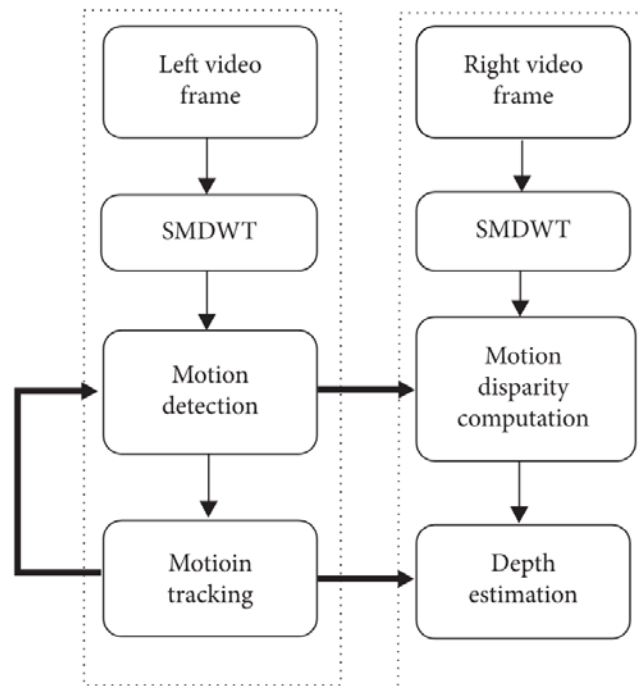 Left video
frame
SMDWT
Motion
detection
Motioin
tracking
Right video
frame
SMDWT
Motion
disparity
computation
Depth
estimation